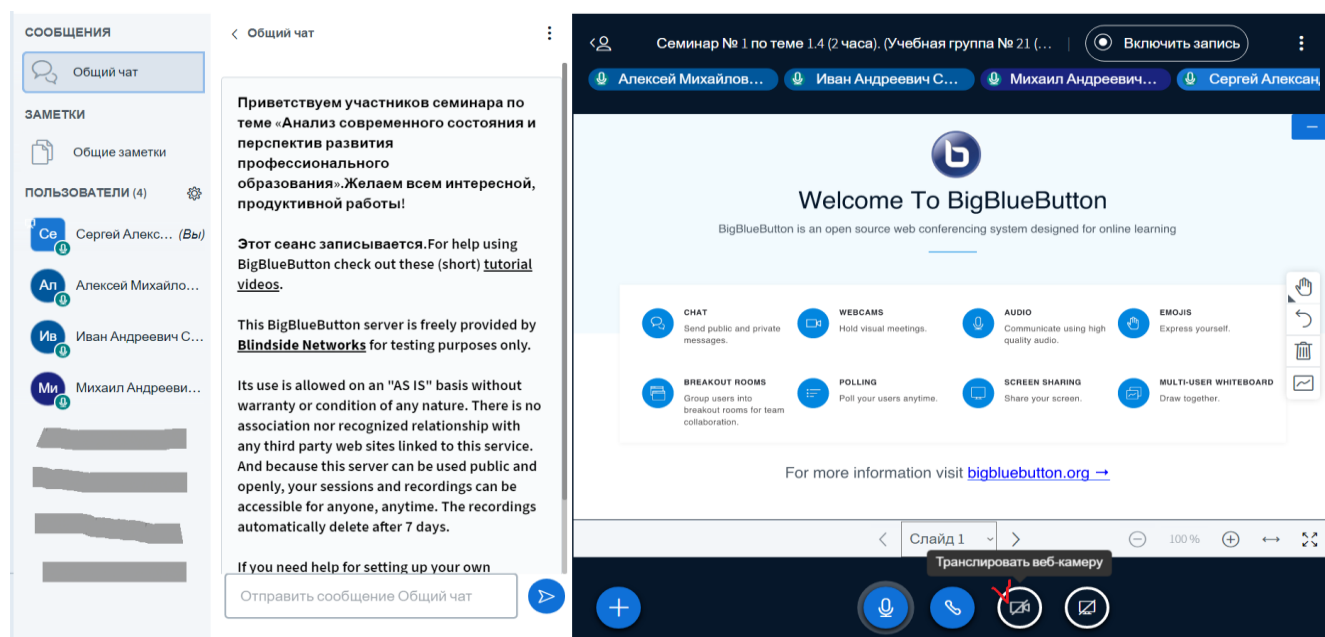 СООБЩЕНИЯ
Общий чат
ЗАМЕТКИ
Общие заметки
ПОЛЬЗОВАТЕЛИ (4)
Се Сергей Алекс... (Вы)
Ал Алексей Михайло...
Ив Иван Андреевич С...
Ми Михаил Андрееви...
Общий чат
Приветствуем участников семинара по
теме «Анализ современного состояния и
перспектив развития
профессионального
образования».Желаем всем интересной,
продуктивной работы!
Этот сеанс записывается.For help using
BigBlueButton check out these (short) tutorial
videos.
This BigBlueButton server is freely provided by
Blindside Networks for testing purposes only.
Its use is allowed on an "AS IS" basis without
warranty or condition of any nature. There is no
association nor recognized relationship with
any third party web sites linked to this service.
And because this server can be used public and
openly, your sessions and recordings can be
accessible for anyone, anytime. The recordings
automatically delete after 7 days.
If you need help for setting up your own
Отправить сообщение Общий чат
Семинар № 1 по теме 1.4 (2 часа). (Учебная группа № 21 (... | Включить запись
Алексей Михайлов... Иван Андреевич С... Михаил Андреевич... Сергей Алексан
Welcome To BigBlueButton
BigBlueButton is an open source web conferencing system designed for online learning
CHAT
Send public and private
messages.
WEBCAMS
Hold visual meetings.
AUDIO
Communicate using high
quality audio.
EMOJIS
Express yourself.
BREAKOUT ROOMS
Group users into
breakout rooms for team
collaboration.
POLLING
Poll your users anytime.
SCREEN SHARING
Share your screen.
MULTI-USER WHITEBOARD
Draw together.
For more information visit bigbluebutton.org →
Слайд 1
100 %
Транслировать веб-камеру